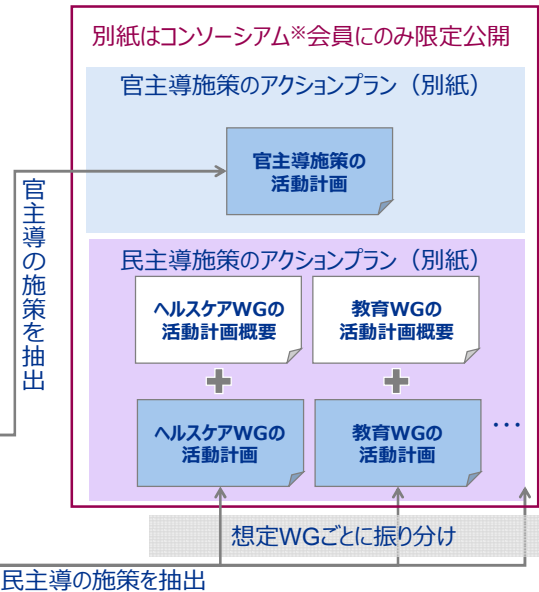 別紙はコンソーシアム※会員にのみ限定公開
官主導施策のアクションプラン（別紙）
官主導施策の
活動計画
官主導の施策を抽出
民主導施策のアクションプラン（別紙）
ヘルスケアWGの
活動計画概要
教育WGの
活動計画概要
ヘルスケアWGの
活動計画
教育WGの
活動計画
…
想定WGごとに振り分け
民主導の施策を抽出